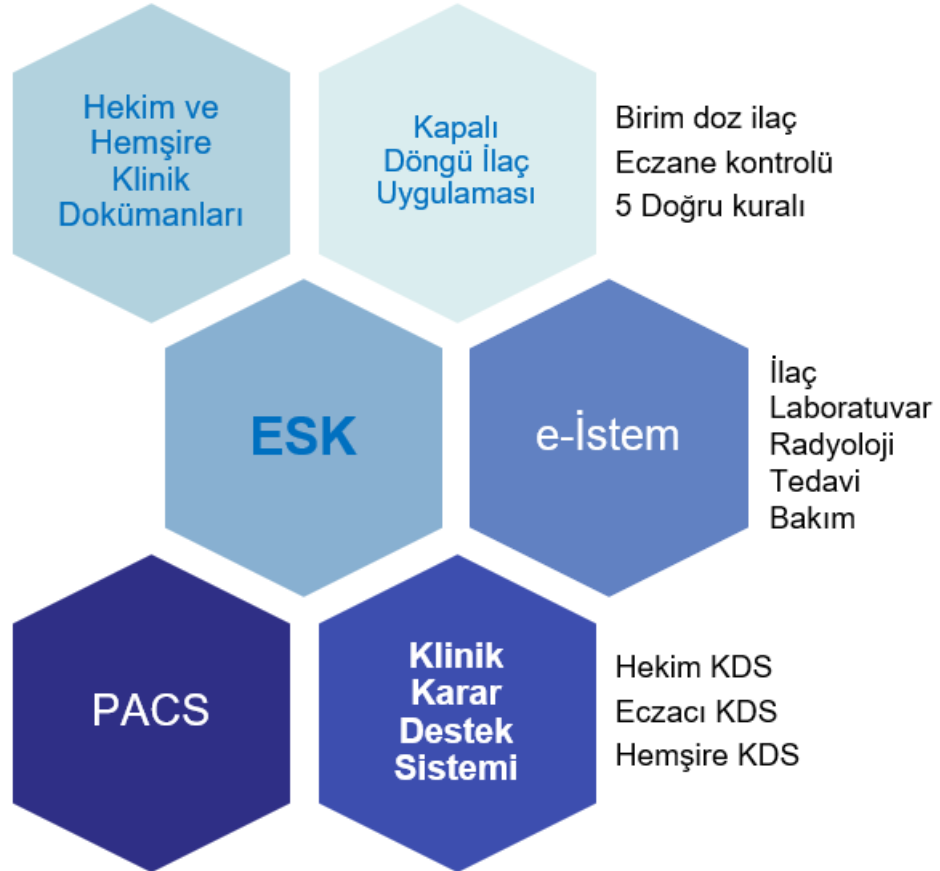 Hekim ve
Hemşire
Klinik
Dokümanları
Kapalı
Döngü İlaç
Uygulaması
Birim doz ilaç
Eczane kontrolü
5 Doğru kuralı
ESK
e-İstem
İlaç
Laboratuvar
Radyoloji
Tedavi
Bakım
PACS
Klinik
Karar
Destek
Sistemi
Hekim KDS
Eczacı KDS
Hemşire KDS